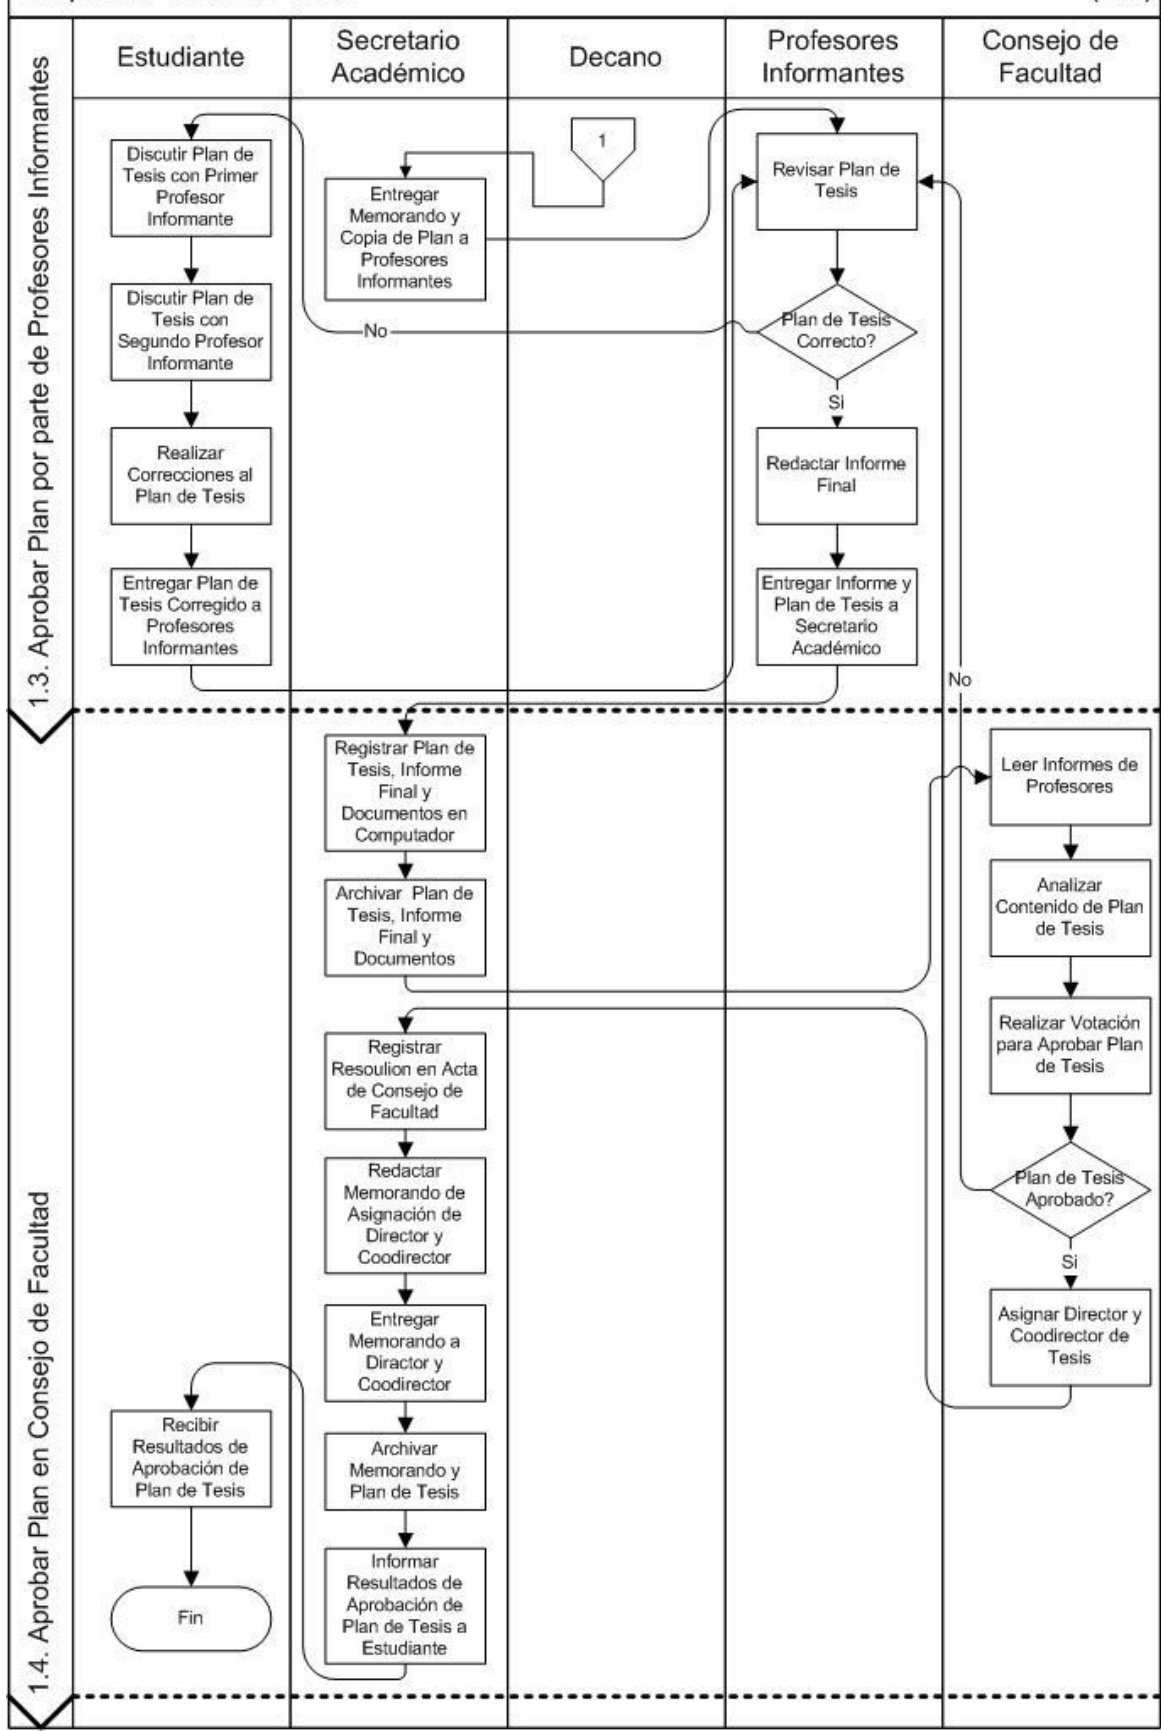 Estudiante
Secretario
Académico
Decano
Profesores
Informantes
Consejo de
Facultad
1.3. Aprobar Plan por parte de Profesores Informantes
Discutir Plan de
Tesis con Primer
Profesor
Informante
Entregar
Memorando y
Copia de Plan a
Profesores
Informantes
1
Revisar Plan de
Tesis
Discutir Plan de
Tesis con
Segundo Profesor
Informante
No
Plan de Tesis
Correcto?
Si
Realizar
Correcciones al
Plan de Tesis
Redactar Informe
Final
Entregar Plan de
Tesis Corregido a
Profesores
Informantes
Entregar Informe y
Plan de Tesis a
Secretario
Académico
No
1.4. Aprobar Plan en Consejo de Facultad
Registrar Plan de
Tesis, Informe
Final y
Documentos en
Computador
Leer Informes de
Profesores
Archivar Plan de
Tesis, Informe
Final y
Documentos
Analizar
Contenido de Plan
de Tesis
Realizar Votación
para Aprobar Plan
de Tesis
Registrar
Resoulion en Acta
de Consejo de
Facultad
Plan de Tesis
Aprobado?
Si
Redactar
Memorando de
Asignación de
Director y
Coodirector
Asignar Director y
Coodirector de
Tesis
Entregar
Memorando a
Diractor y
Coodirector
Recibir
Resultados de
Aprobación de
Plan de Tesis
Archivar
Memorando y
Plan de Tesis
Informar
Resultados de
Aprobación de
Plan de Tesis a
Estudiante
Fin